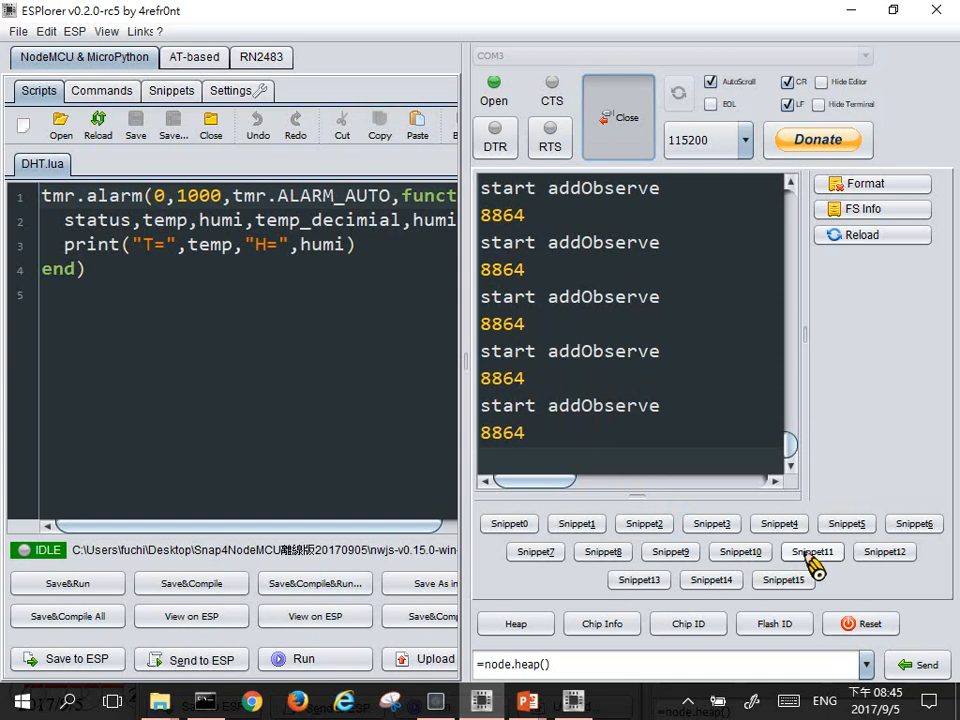 ESPlorer v0.2.0-rc5 by 4refr0nt
File Edit ESP View Links ?
NodeMCU & MicroPython AT-based RN2483
Scripts Commands Snippets Settings
Open Reload Save Save... Close Undo Redo Cut Copy Paste
DHT.lua
1 tmr.alarm(0,1000,tmr.ALARM_AUTO,funct
2 status,temp,humi,temp_decimial,humi
3 print("T=",temp,"H=",humi)
4 end)
5
IDLE C:\Users\fuchi\Desktop\Snap4NodeMCU離線版20170905\nwjs-v0.15.0-win
Save&Run Save&Compile Save&Compile&Run... Save As in
Save&Compile All View on ESP View on ESP Save&Co
Save to ESP Send to ESP Run Upload
COM3
Open CTS Close AutoScroll CR Hide Editor
EOL LF Hide Terminal
DTR RTS 115200 Donate
start addObserve
8864
start addObserve
8864
start addObserve
8864
start addObserve
8864
start addObserve
8864
Format
FS Info
Reload
Snippet0 Snippet1 Snippet2 Snippet3 Snippet4 Snippet5 Snippet6
Snippet7 Snippet8 Snippet9 Snippet10 Snippet11 Snippet12
Snippet13 Snippet14 Snippet15
Heap Chip Info Chip ID Flash ID Reset
=node.heap() Send
ENG
下午 08:45
2017/9/5